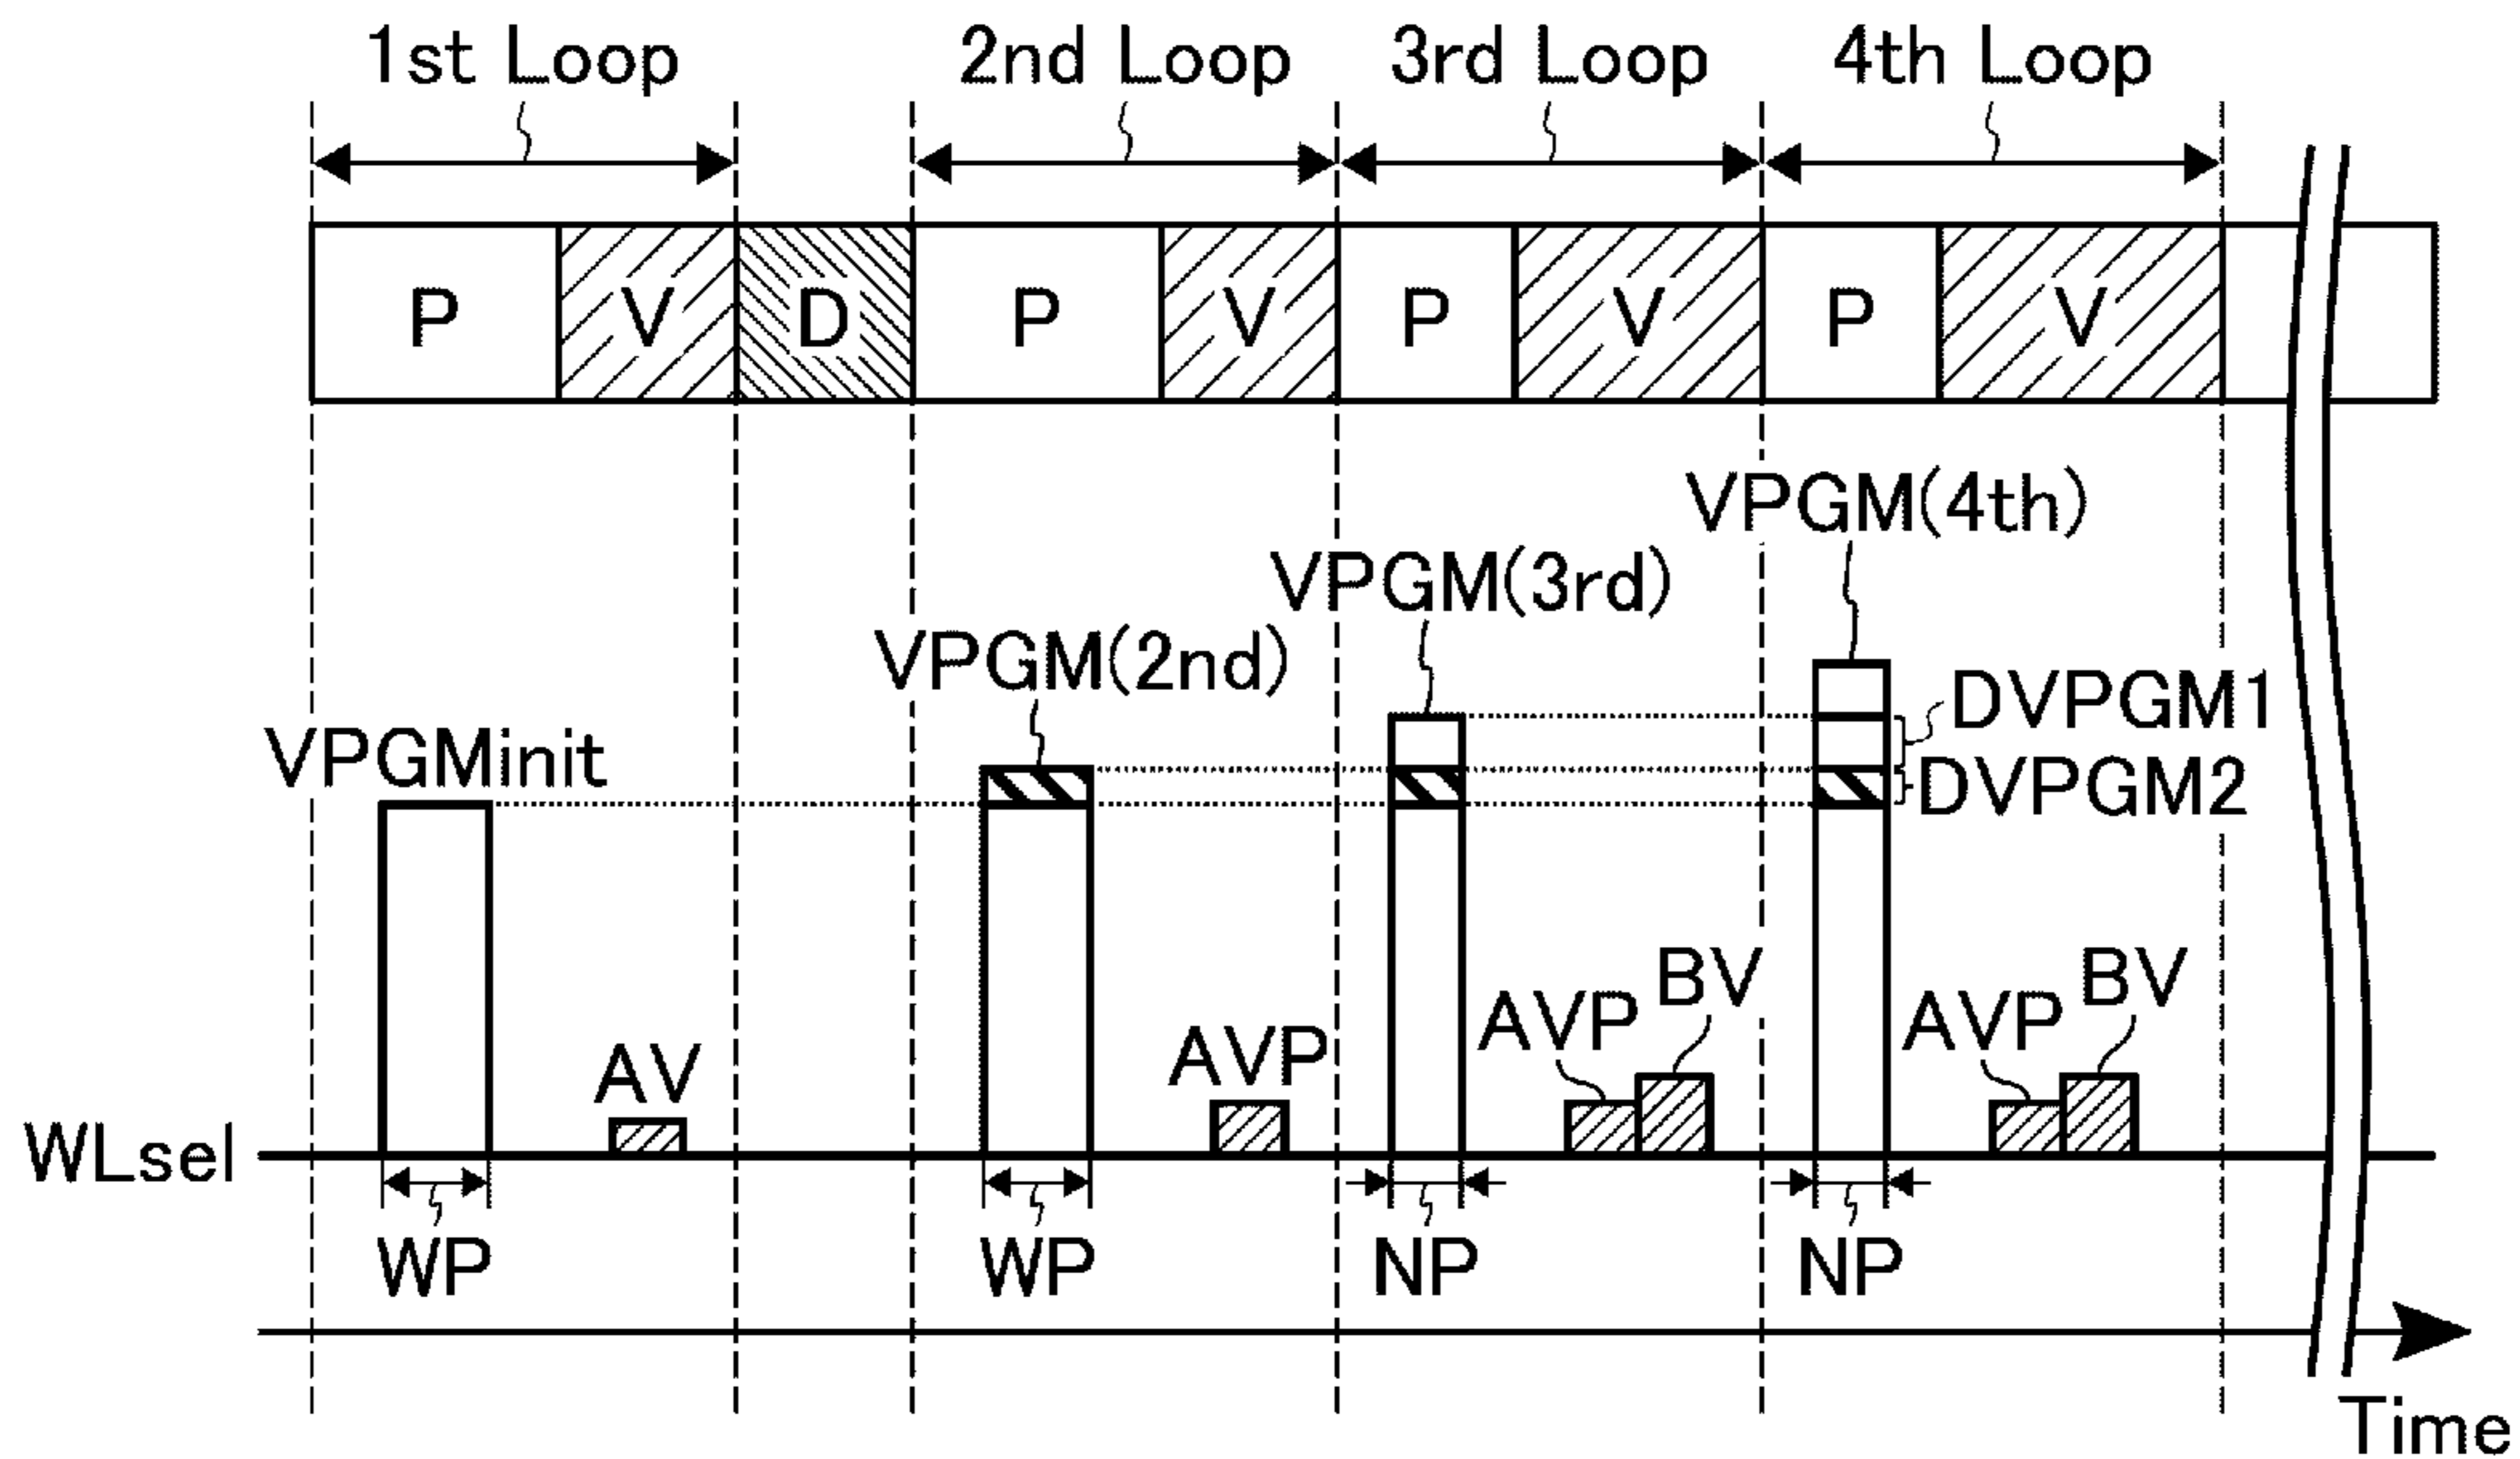 1st Loop 2nd Loop 3rd Loop 4th Loop
P V D P V P V P V
VPGM(4th)
VPGM(3rd)
VPGM(2nd)
DVPGM1
VPGMinit
DVPGM2
BV BV
AVP AVP
AV AVP
WLsel
WP WP NP NP
Time